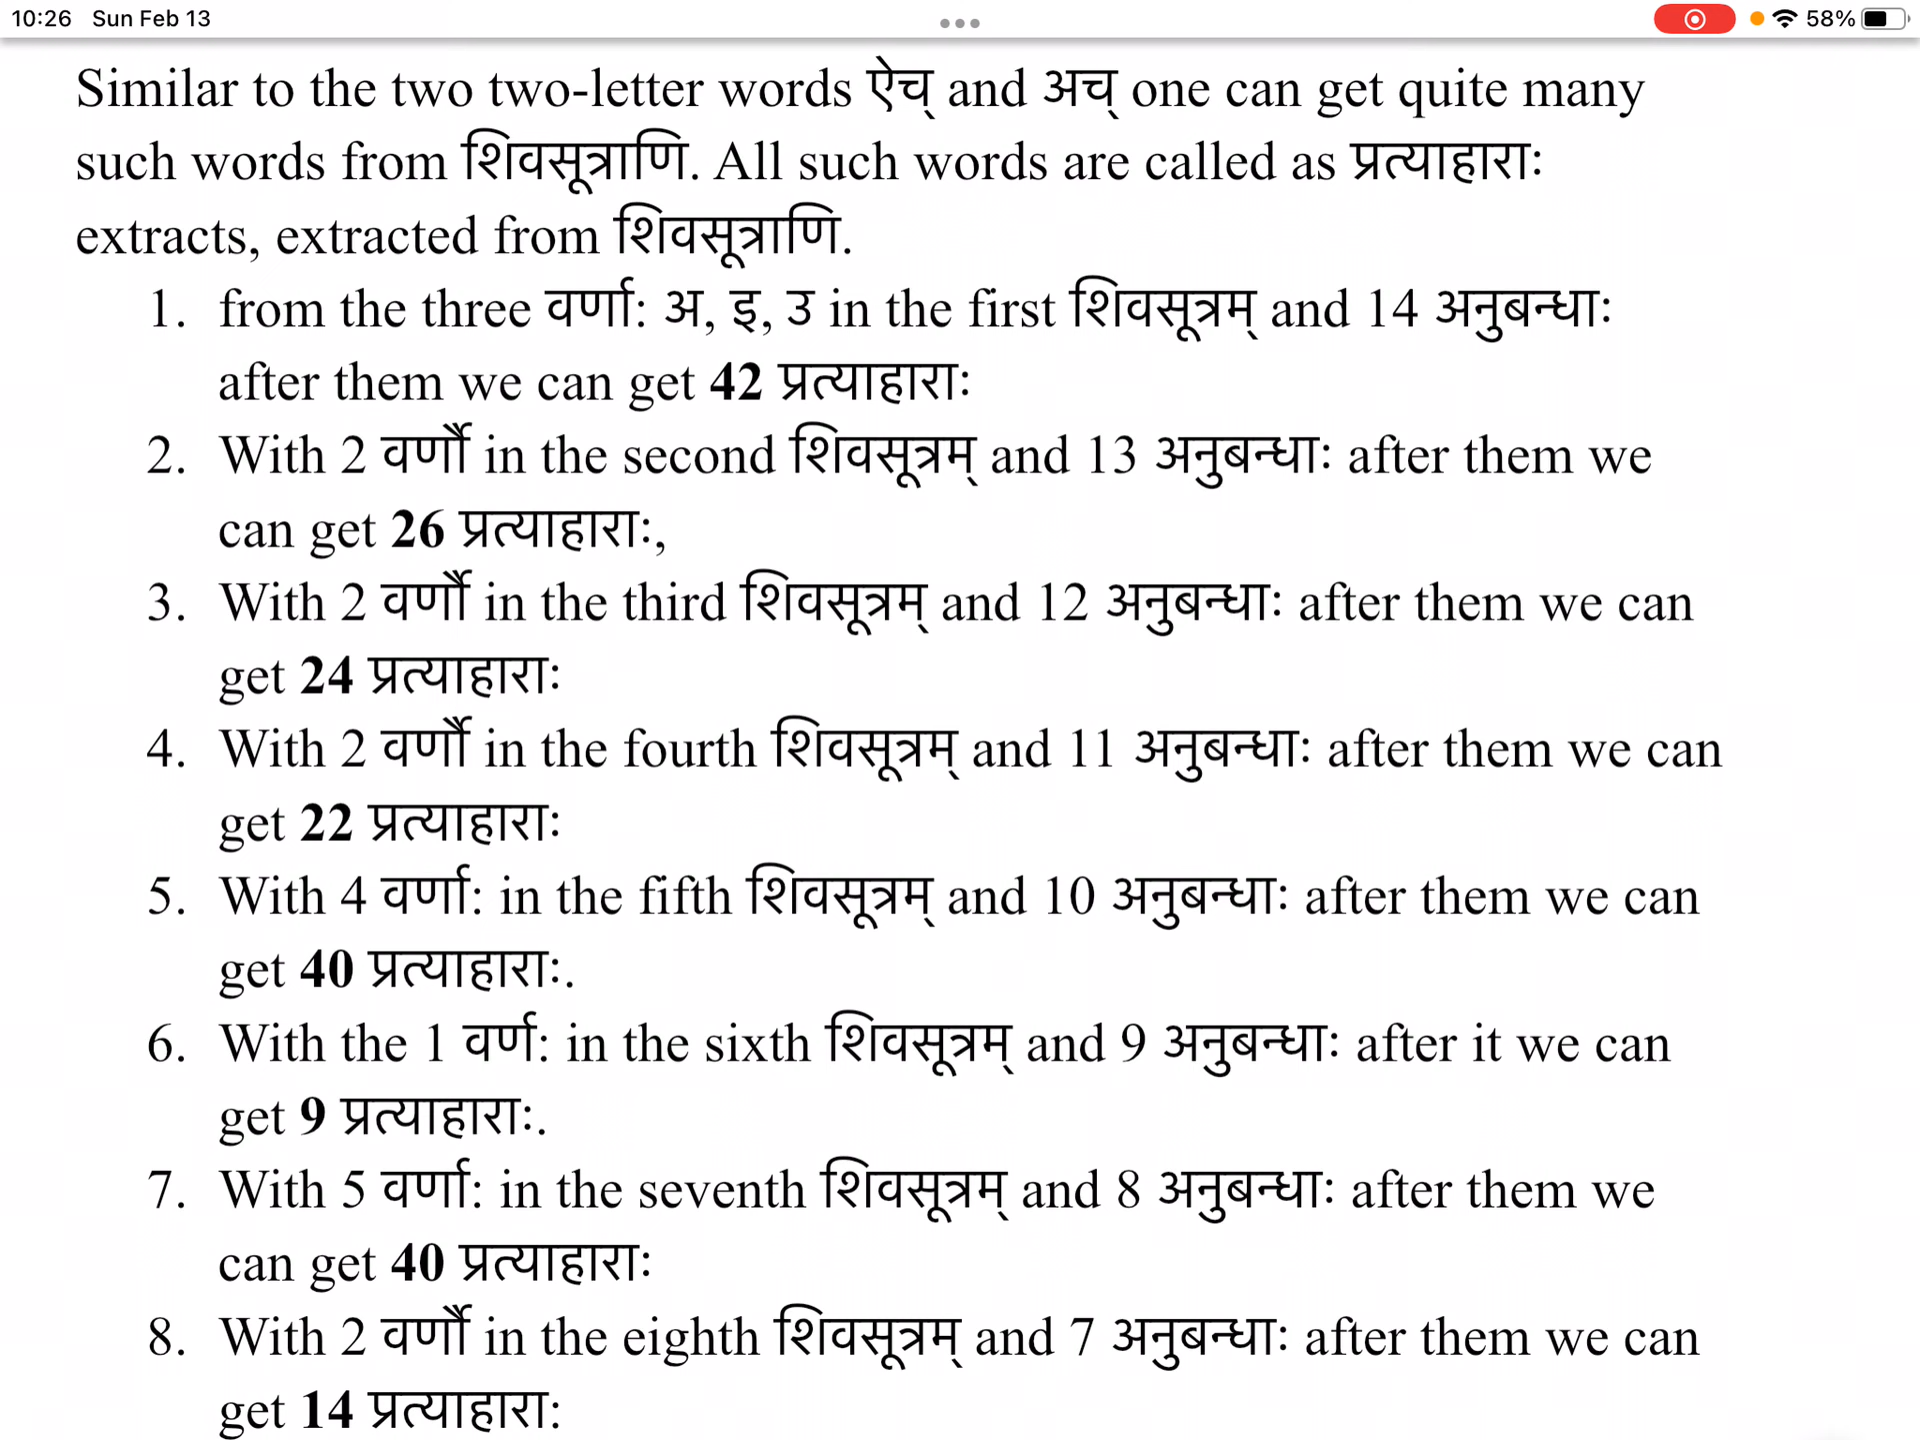 10:26 Sun Feb 13 58%
Similar to the two two-letter words ऐच् and अच् one can get quite many
such words from शिवसूत्राणि. All such words are called as प्रत्याहाराः
extracts, extracted from शिवसूत्राणि.
1. from the three वर्णा: अ, इ, उ in the first शिवसूत्रम् and 14 अनुबन्धाः
after them we can get 42 प्रत्याहाराः
2. With 2 वर्णौ in the second शिवसूत्रम् and 13 अनुबन्धाः after them we
can get 26 प्रत्याहाराः,
3. With 2 वर्णौ in the third शिवसूत्रम् and 12 अनुबन्धाः after them we can
get 24 प्रत्याहाराः
4. With 2 वर्णौ in the fourth शिवसूत्रम् and 11 अनुबन्धाः after them we can
get 22 प्रत्याहाराः
5. With 4 वर्णा: in the fifth शिवसूत्रम् and 10 अनुबन्धाः after them we can
get 40 प्रत्याहाराः.
6. With the 1 वर्ण: in the sixth शिवसूत्रम् and 9 अनुबन्धाः after it we can
get 9 प्रत्याहाराः.
7. With 5 वर्णा: in the seventh शिवसूत्रम् and 8 अनुबन्धाः after them we
can get 40 प्रत्याहाराः
8. With 2 वर्णौ in the eighth शिवसूत्रम् and 7 अनुबन्धाः after them we can
get 14 प्रत्याहारा: